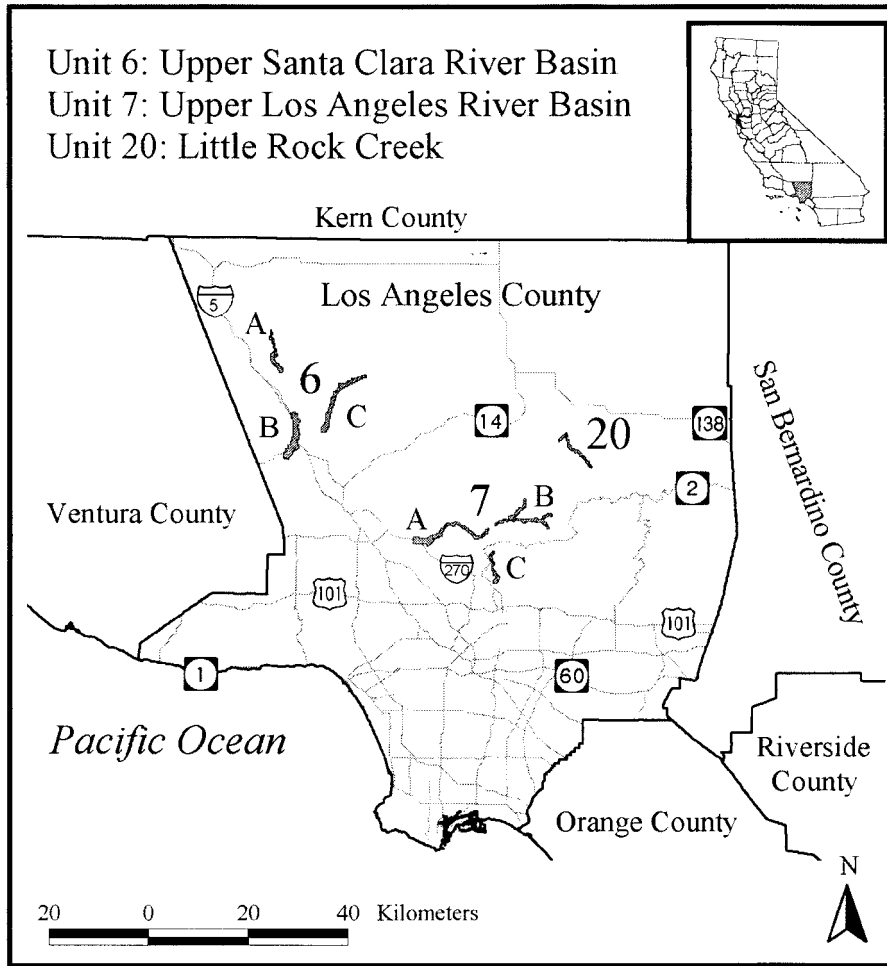 Unit 6: Upper Santa Clara River Basin
Unit 7: Upper Los Angeles River Basin
Unit 20: Little Rock Creek
Kern County
Los Angeles County
5
A
6
B
C
14
20
138
2
San Bernardino County
Ventura County
7
A
B
270
C
101
101
1
60
Pacific Ocean
Riverside
County
Orange County
N
20 0 20 40 Kilometers